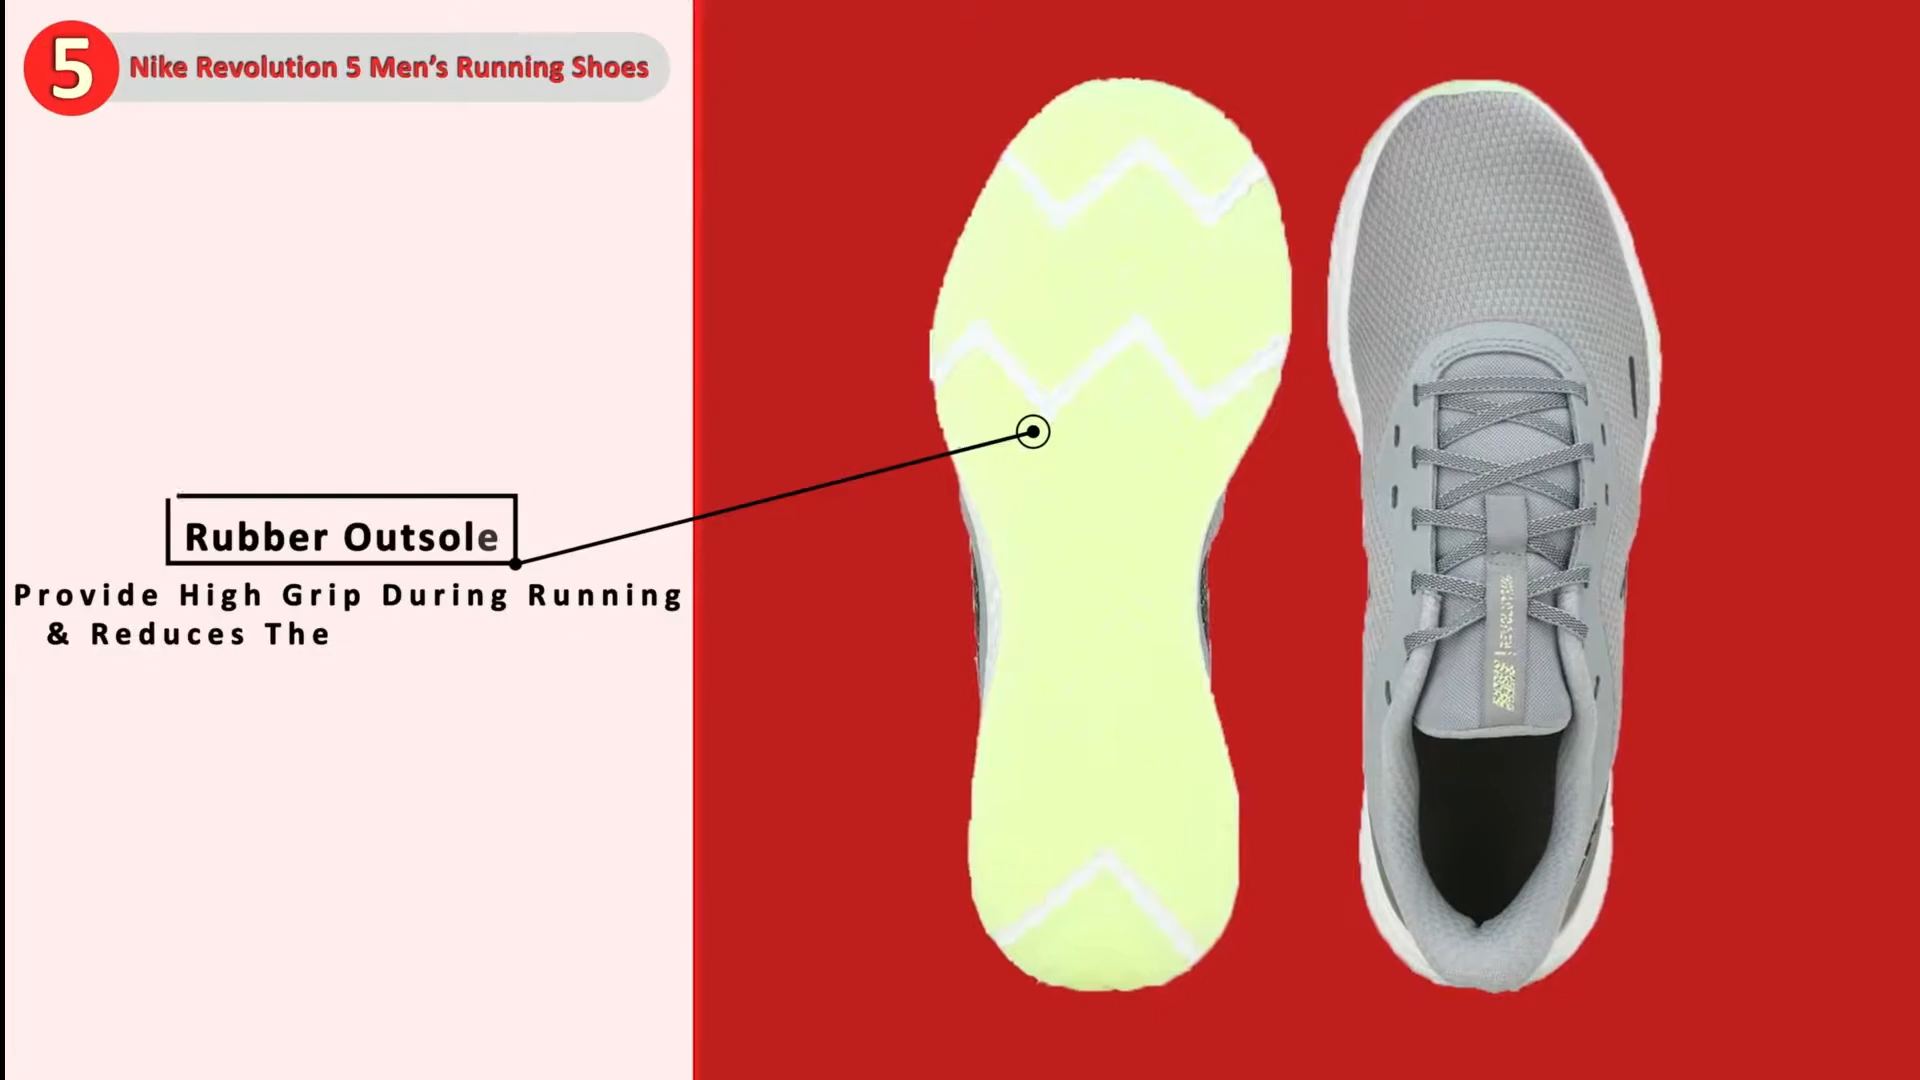 5
Nike Revolution 5 Men's Running Shoes
Rubber Outsole
Provide High Grip During Running
& Reduces The